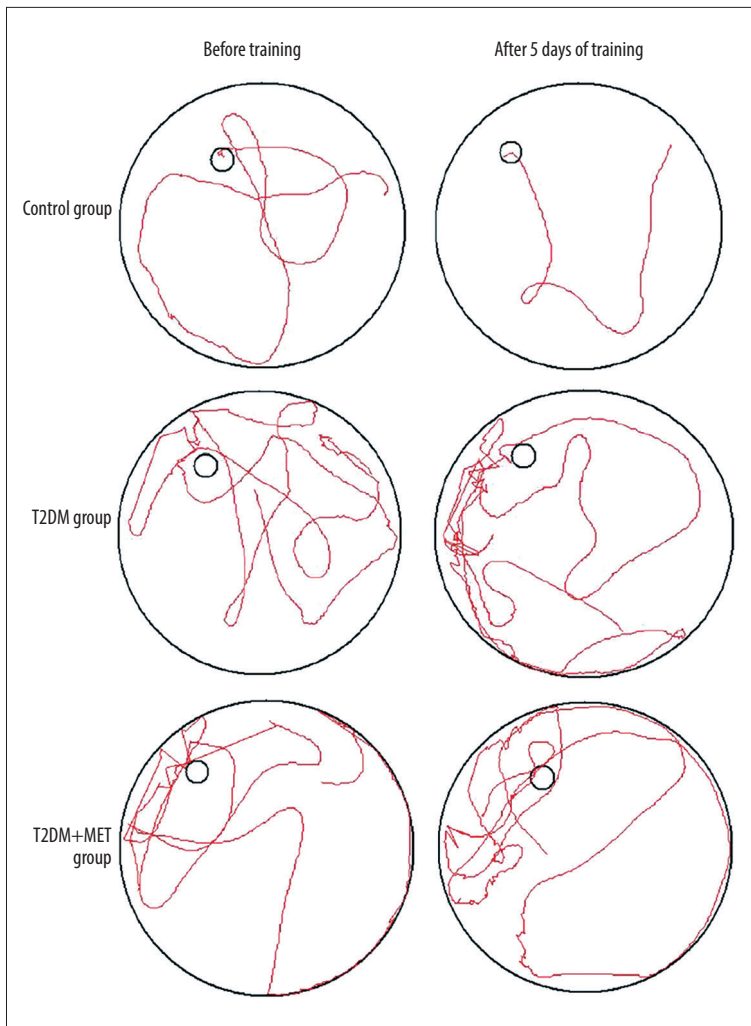 Before training
After 5 days of training
Control group
T2DM group
T2DM+MET
group